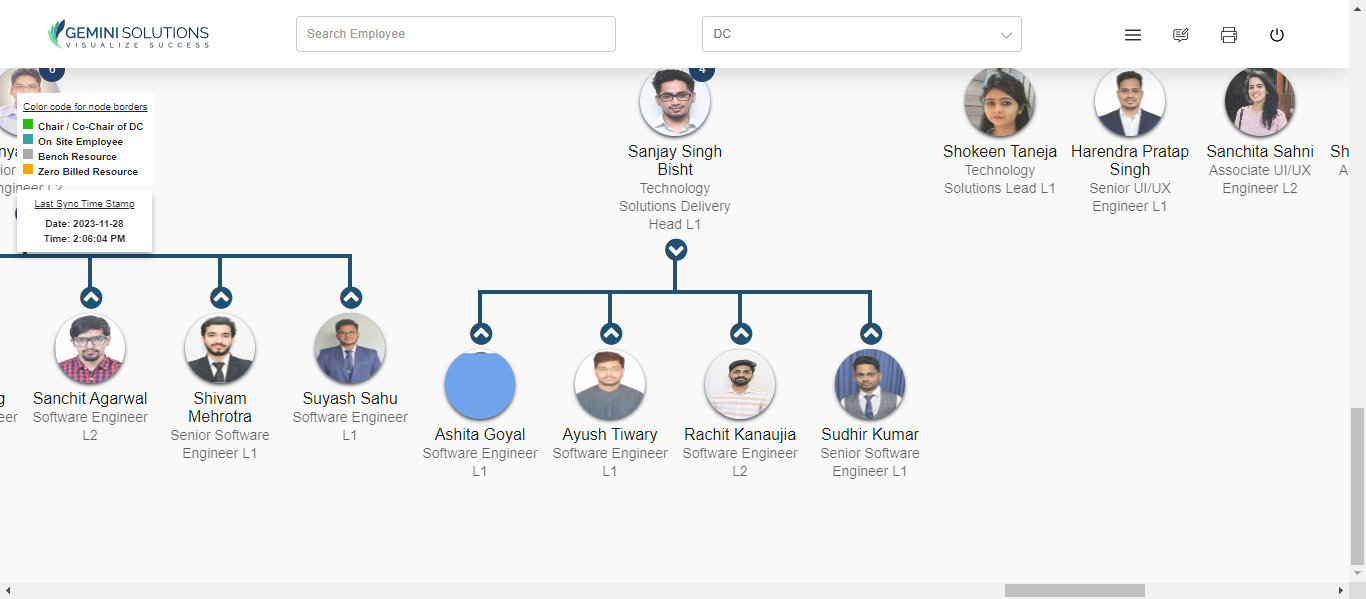 GEMINI SOLUTIONS
VISUALIZE SUCCESS
Search Employee
DC
6
4
Color code for node borders
Chair / Co-Chair of DC
On Site Employee
Bench Resource
Zero Billed Resource
ngineer L2
Last Sync Time Stamp
Date: 2023-11-28
Time: 2:06:04 PM
Sanjay Singh
Bisht
Technology
Solutions Delivery
Head L1
Shokeen Taneja
Technology
Solutions Lead L1
Harendra Pratap
Singh
Senior UI/UX
Engineer L1
Sanchita Sahni
Associate UI/UX
Engineer L2
Sh
A
g
eer
Sanchit Agarwal
Software Engineer
L2
Shivam
Mehrotra
Senior Software
Engineer L1
Suyash Sahu
Software Engineer
L1
Ashita Goyal
Software Engineer
L1
Ayush Tiwary
Software Engineer
L1
Rachit Kanaujia
Software Engineer
L2
Sudhir Kumar
Senior Software
Engineer L1